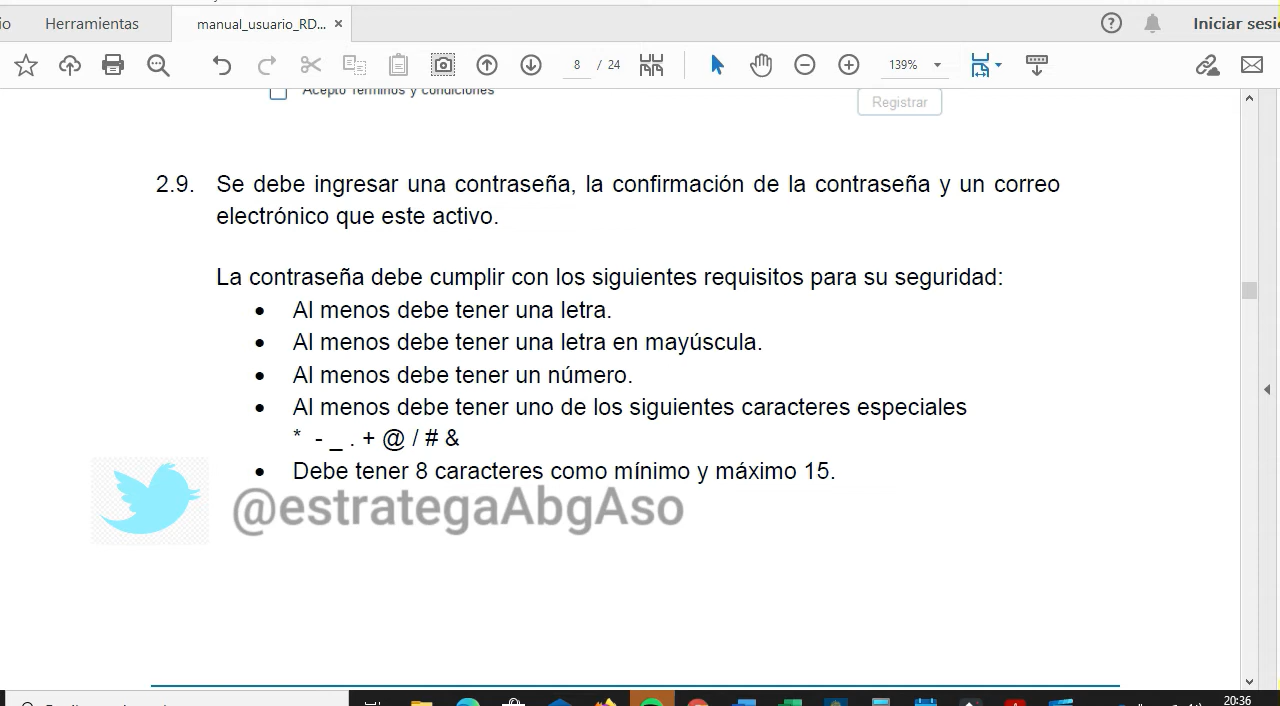 io Herramientas manual_usuario_RD... × Iniciar sesi
8 / 24 139%
Acepto Términos y condiciones
Registrar
2.9. Se debe ingresar una contraseña, la confirmación de la contraseña y un correo
electrónico que este activo.
La contraseña debe cumplir con los siguientes requisitos para su seguridad:
• Al menos debe tener una letra.
• Al menos debe tener una letra en mayúscula.
• Al menos debe tener un número.
• Al menos debe tener uno de los siguientes caracteres especiales
* - _ . + @ / # &
• Debe tener 8 caracteres como mínimo y máximo 15.
@estrategaAbgAso
20:36